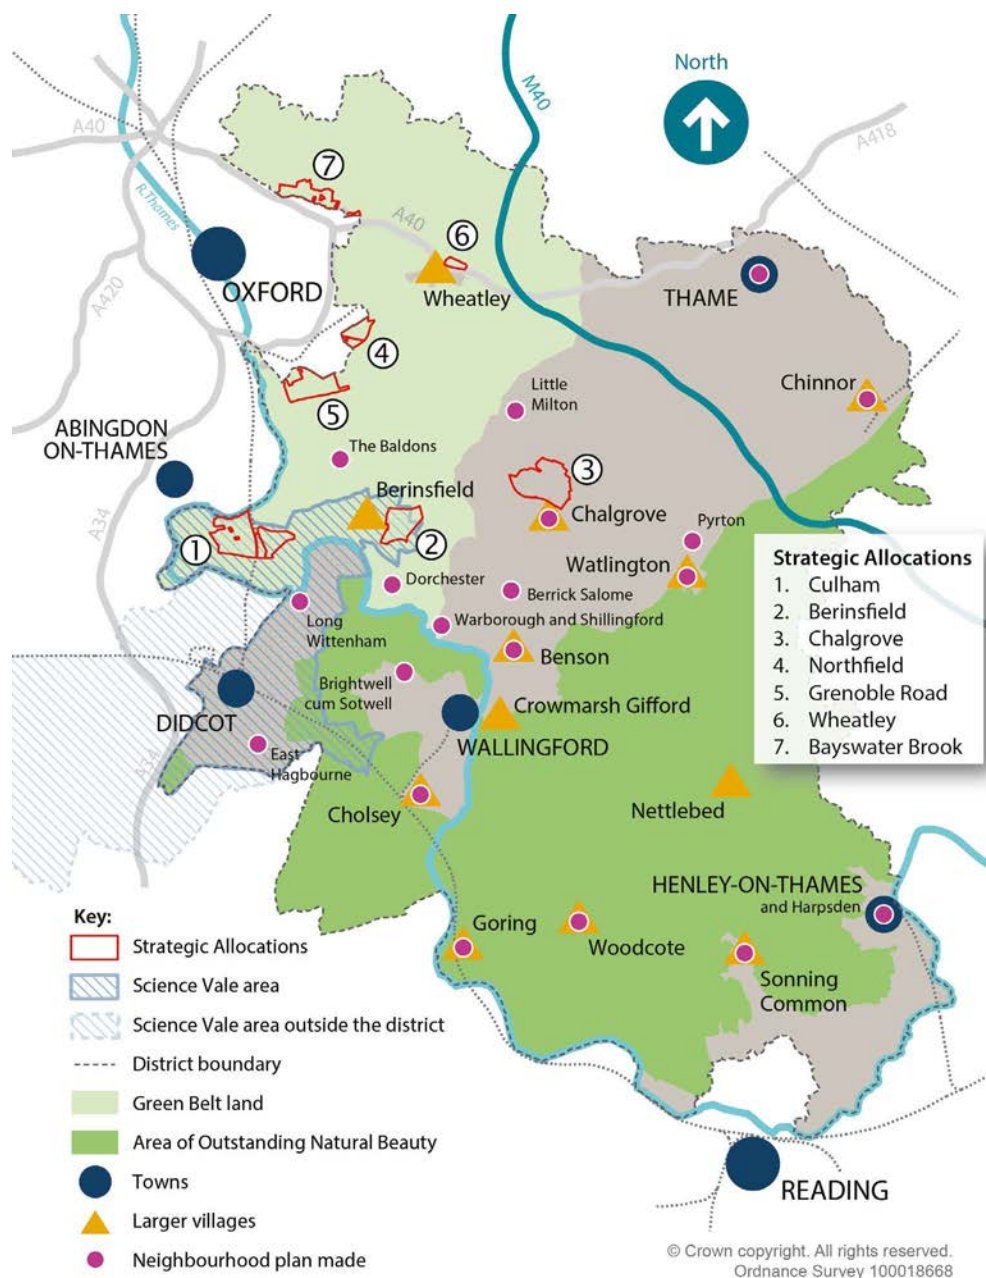 North
M40
A40
A418
R.Thames
7
A40
6
OXFORD
Wheatley
THAME
A420
4
Chinnor
Little
Milton
5
ABINGDON
ON-THAMES
The Baldons
3
Berinsfield
Chalgrove
A34
1
2
Pyrton
Watlington
Dorchester
Berrick Salome
Long
Wittenham
Warborough and Shillingford
Benson
Brightwell
cum Sotwell
Crowmarsh Gifford
DIDCOT
WALLINGFORD
East
Hagbourne
A34
Cholsey
Nettlebed
HENLEY-ON-THAMES
and Harpsden
Goring
Woodcote
Sonning
Common
READING
Strategic Allocations
1. Culham
2. Berinsfield
3. Chalgrove
4. Northfield
5. Grenoble Road
6. Wheatley
7. Bayswater Brook
Key:
Strategic Allocations
Science Vale area
Science Vale area outside the district
District boundary
Green Belt land
Area of Outstanding Natural Beauty
Towns
Larger villages
Neighbourhood plan made
© Crown copyright. All rights reserved.
Ordnance Survey 100018668